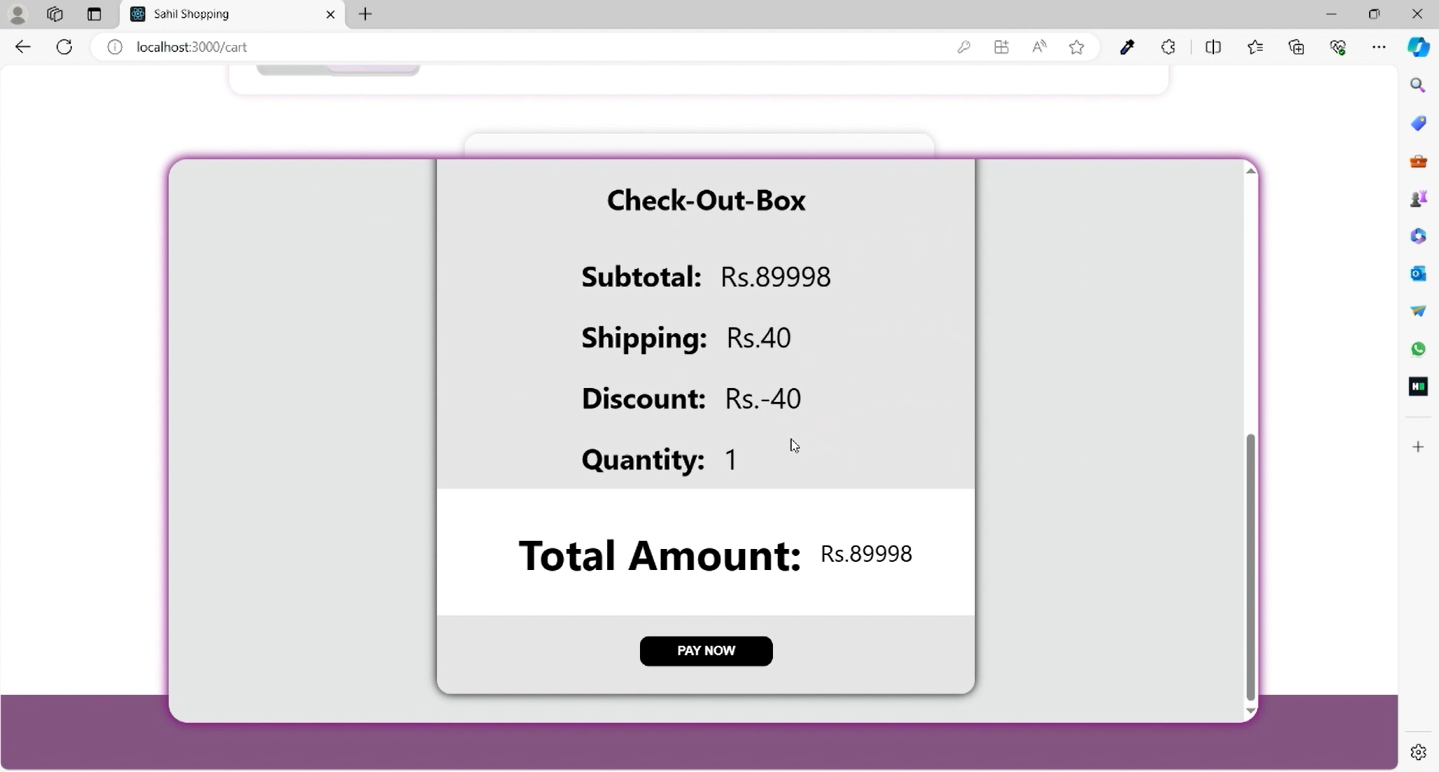 Sahil Shopping
localhost:3000/cart
Check-Out-Box
Subtotal: Rs.89998
Shipping: Rs.40
Discount: Rs.-40
Quantity: 1
Total Amount: Rs.89998
PAY NOW